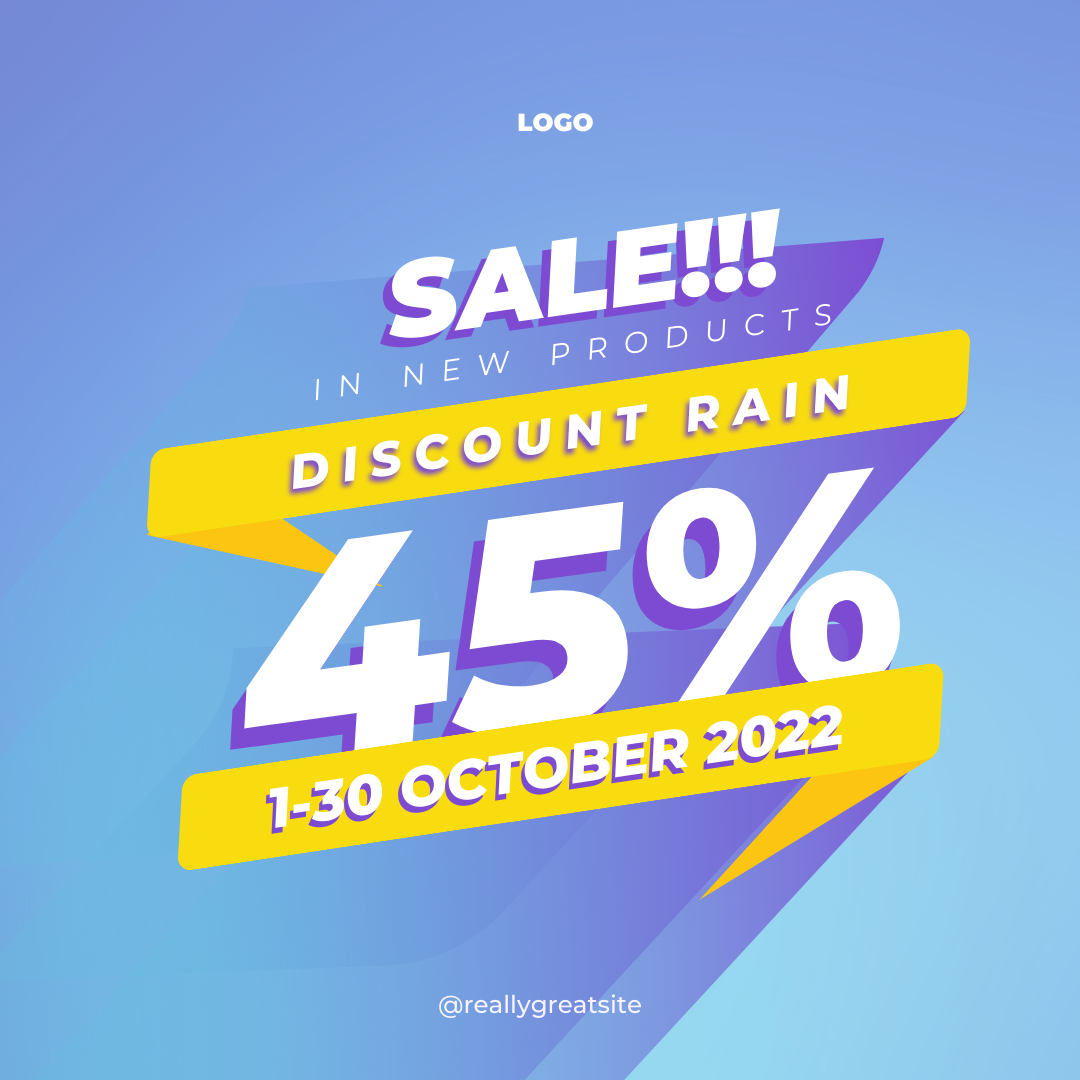 LOGO
SALE!!!
IN NEW PRODUCTS
DISCOUNT RAIN
45%
1-30 OCTOBER 2022
@reallygreatsite